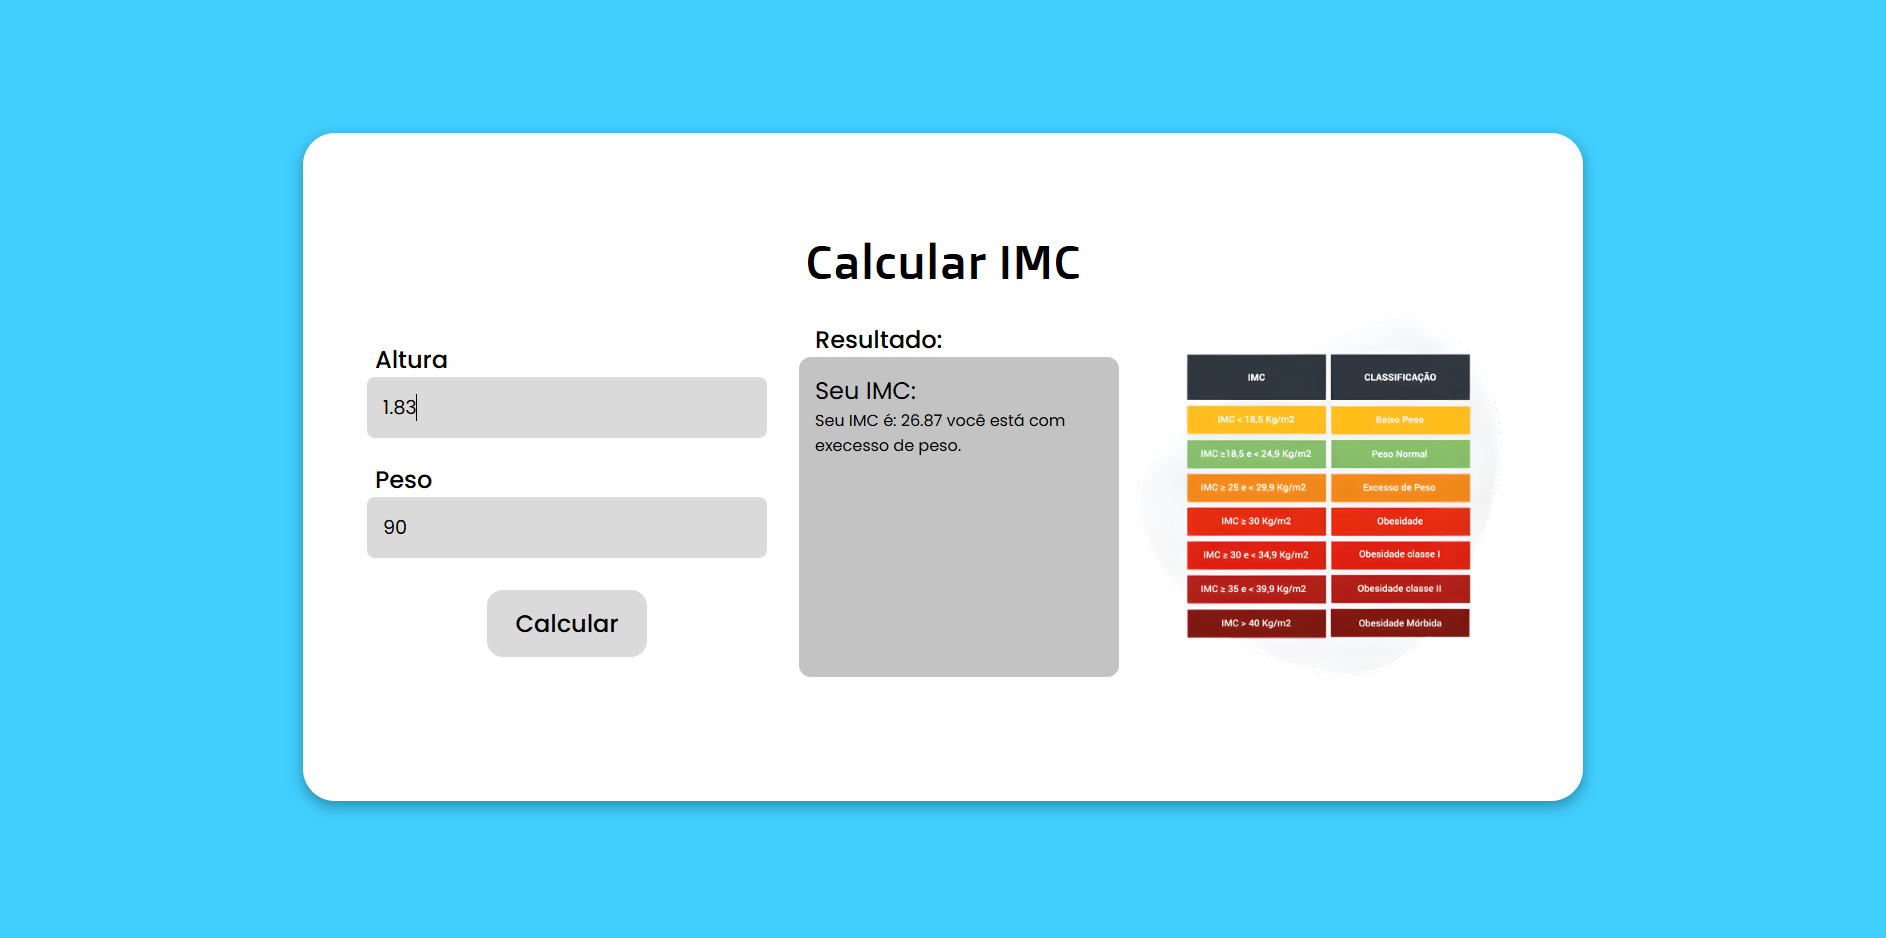 Calcular IMC
Altura
1.83
Peso
90
Calcular
Resultado:
Seu IMC:
Seu IMC é: 26.87 você está com
execesso de peso.
IMC CLASSIFICAÇÃO
IMC < 18,5 Kg/m2 Baixo Peso
IMC ≥18,5 e < 24,9 Kg/m2 Peso Normal
IMC ≥ 25 e < 29,9 Kg/m2 Excesso de Peso
IMC ≥ 30 Kg/m2 Obesidade
IMC ≥ 30 e < 34,9 Kg/m2 Obesidade classe I
IMC ≥ 35 e < 39,9 Kg/m2 Obesidade classe II
IMC > 40 Kg/m2 Obesidade Mórbida